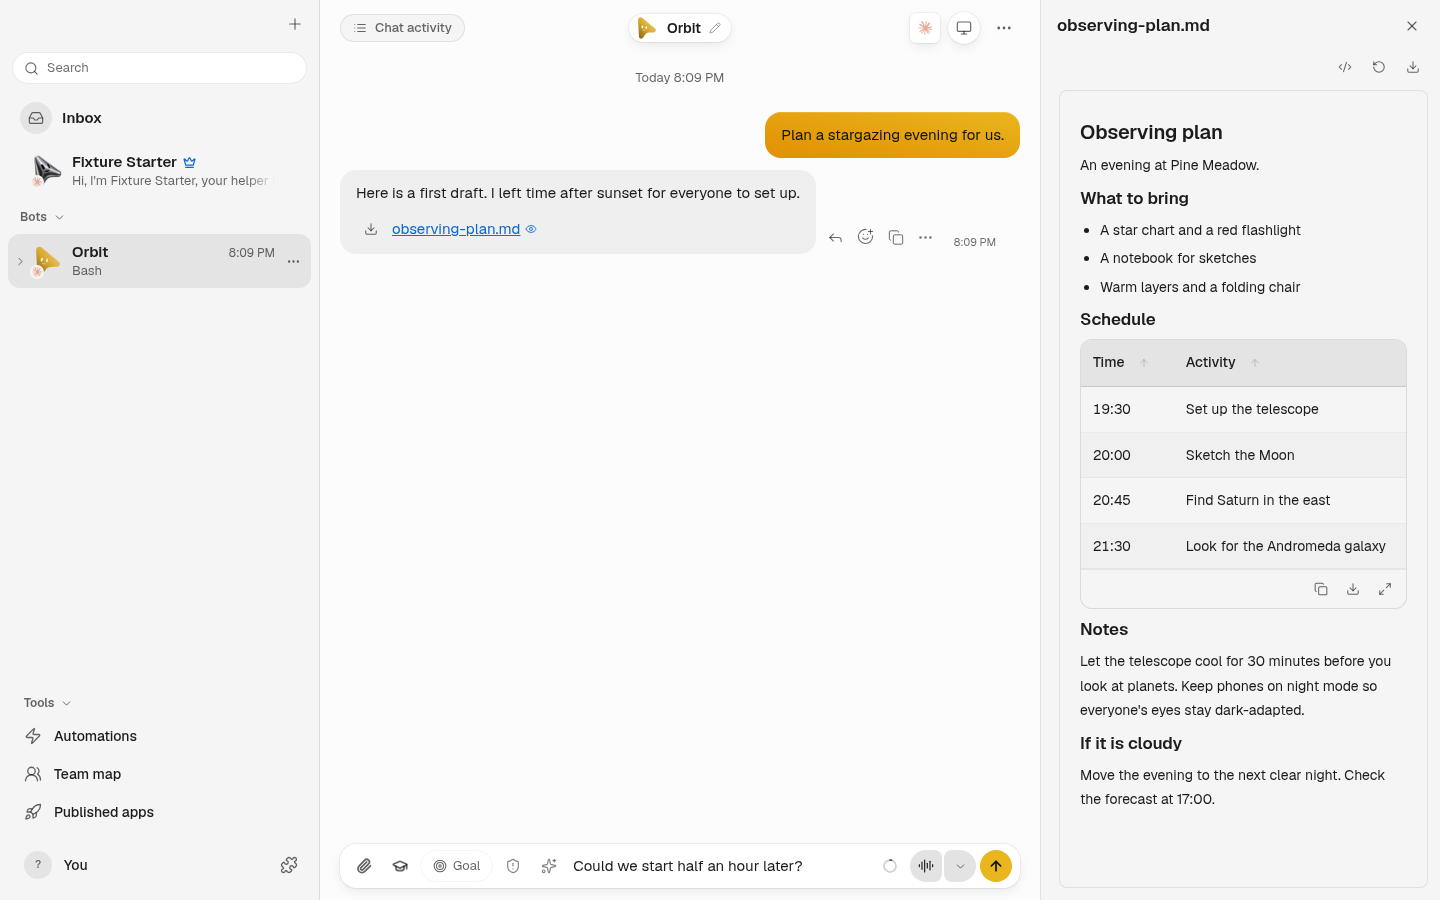 Search
Inbox
Fixture Starter
Hi, I'm Fixture Starter, your helper
Bots
Orbit
8:09 PM
Bash
Tools
Automations
Team map
Published apps
? You
Chat activity
Orbit
Today 8:09 PM
Plan a stargazing evening for us.
Here is a first draft. I left time after sunset for everyone to set up.
observing-plan.md
8:09 PM
Goal
Could we start half an hour later?
observing-plan.md
Observing plan
An evening at Pine Meadow.
What to bring
• A star chart and a red flashlight
• A notebook for sketches
• Warm layers and a folding chair
Schedule
Time Activity
19:30 Set up the telescope
20:00 Sketch the Moon
20:45 Find Saturn in the east
21:30 Look for the Andromeda galaxy
Notes
Let the telescope cool for 30 minutes before you
look at planets. Keep phones on night mode so
everyone's eyes stay dark-adapted.
If it is cloudy
Move the evening to the next clear night. Check
the forecast at 17:00.